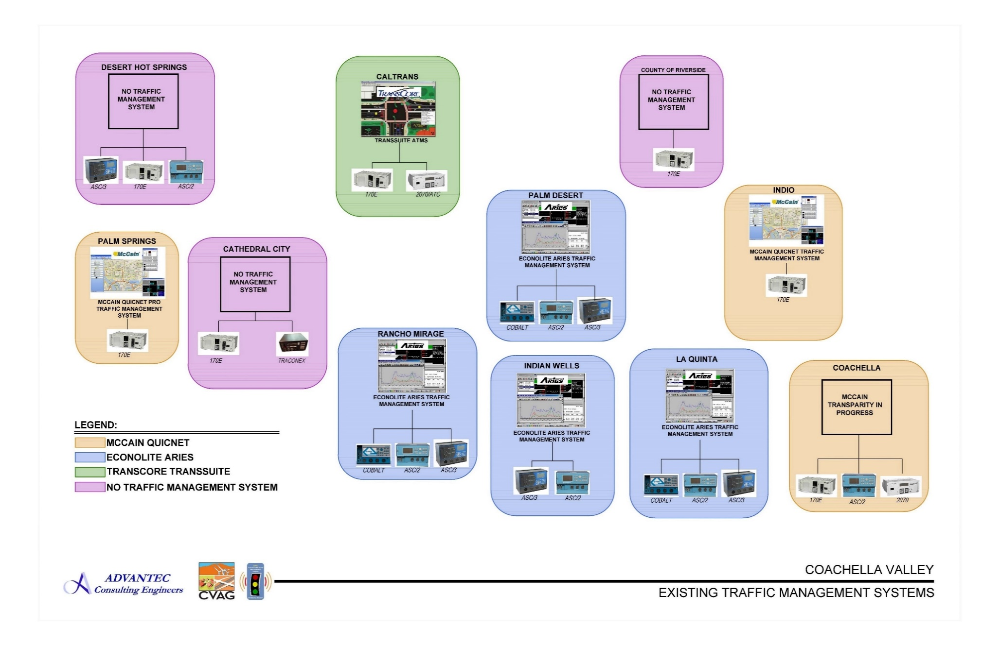 DESERT HOT SPRINGS
NO TRAFFIC
MANAGEMENT
SYSTEM
ASC/3
170E
ASC/2
CALTRANS
TRANSCORE
TRANSSUITE ATMS
170E
2070/ATC
COUNTY OF RIVERSIDE
NO TRAFFIC
MANAGEMENT
SYSTEM
170E
PALM DESERT
ARIES
ECONOLITE ARIES TRAFFIC
MANAGEMENT SYSTEM
COBALT
ASC/2
ASC/3
INDIO
McCain
MCCAIN QUICNET TRAFFIC
MANAGEMENT SYSTEM
170E
PALM SPRINGS
McCain
MCCAIN QUICNET PRO
TRAFFIC MANAGEMENT
SYSTEM
170E
CATHEDRAL CITY
NO TRAFFIC
MANAGEMENT
SYSTEM
170E
TRACONEX
RANCHO MIRAGE
ARIES
ECONOLITE ARIES TRAFFIC
MANAGEMENT SYSTEM
COBALT
ASC/2
ASC/3
INDIAN WELLS
ARIES
ECONOLITE ARIES TRAFFIC
MANAGEMENT SYSTEM
ASC/3
ASC/2
LA QUINTA
ARIES
ECONOLITE ARIES TRAFFIC
MANAGEMENT SYSTEM
COBALT
ASC/2
ASC/3
COACHELLA
MCCAIN
TRANSPARITY IN
PROGRESS
170E
ASC/2
2070
LEGEND:
MCCAIN QUICNET
ECONOLITE ARIES
TRANSCORE TRANSSUITE
NO TRAFFIC MANAGEMENT SYSTEM
ADVANTEC
Consulting Engineers
CVAG
COACHELLA VALLEY
EXISTING TRAFFIC MANAGEMENT SYSTEMS